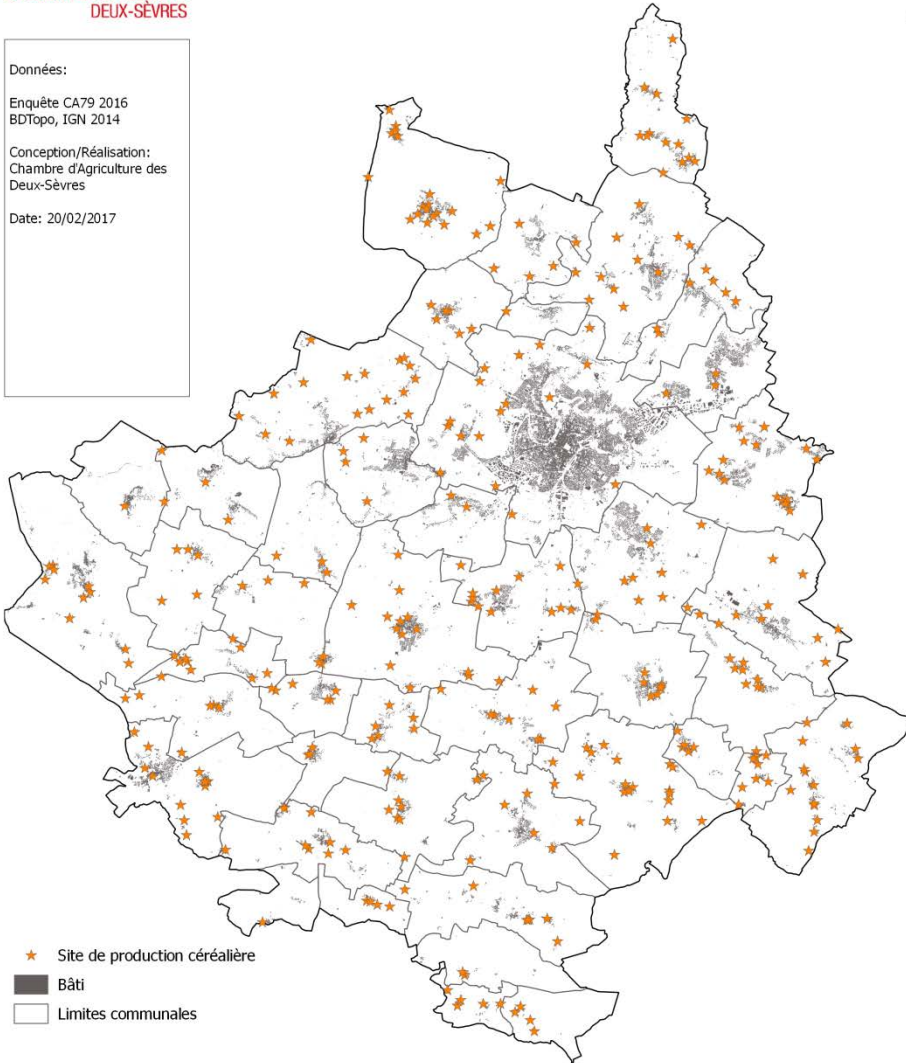 DEUX-SÈVRES
Données:
Enquête CA79 2016
BDTopo, IGN 2014
Conception/Réalisation:
Chambre d'Agriculture des
Deux-Sèvres
Date: 20/02/2017
Site de production céréalière
Bâti
Limites communales